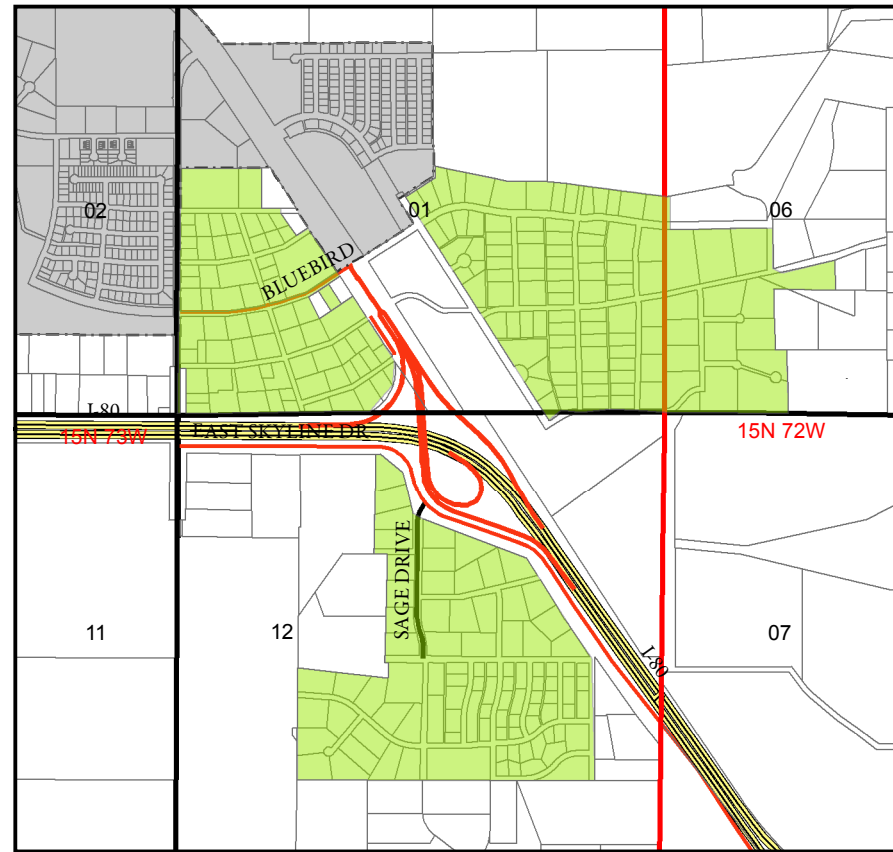 02
01
06
BLUEBIRD
I-80
15N 73W
EAST SKYLINE DR
15N 72W
SAGE DRIVE
11
12
07
I-80